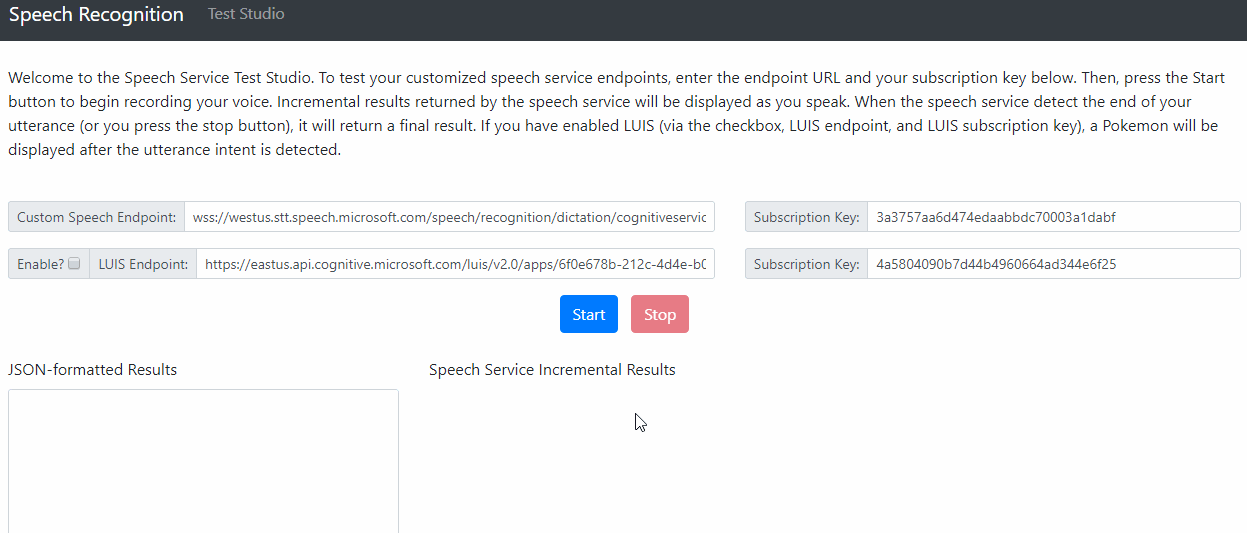 Speech Recognition Test Studio
Welcome to the Speech Service Test Studio. To test your customized speech service endpoints, enter the endpoint URL and your subscription key below. Then, press the Start
button to begin recording your voice. Incremental results returned by the speech service will be displayed as you speak. When the speech service detect the end of your
utterance (or you press the stop button), it will return a final result. If you have enabled LUIS (via the checkbox, LUIS endpoint, and LUIS subscription key), a Pokemon will be
displayed after the utterance intent is detected.
Custom Speech Endpoint: wss://westus.stt.speech.microsoft.com/speech/recognition/dictation/cognitiveservic Subscription Key: 3a3757aa6d474edaabbdc70003a1dabf
Enable? LUIS Endpoint: https://eastus.api.cognitive.microsoft.com/luis/v2.0/apps/6f0e678b-212c-4d4e-b0 Subscription Key: 4a5804090b7d44b4960664ad344e6f25
Start Stop
JSON-formatted Results Speech Service Incremental Results